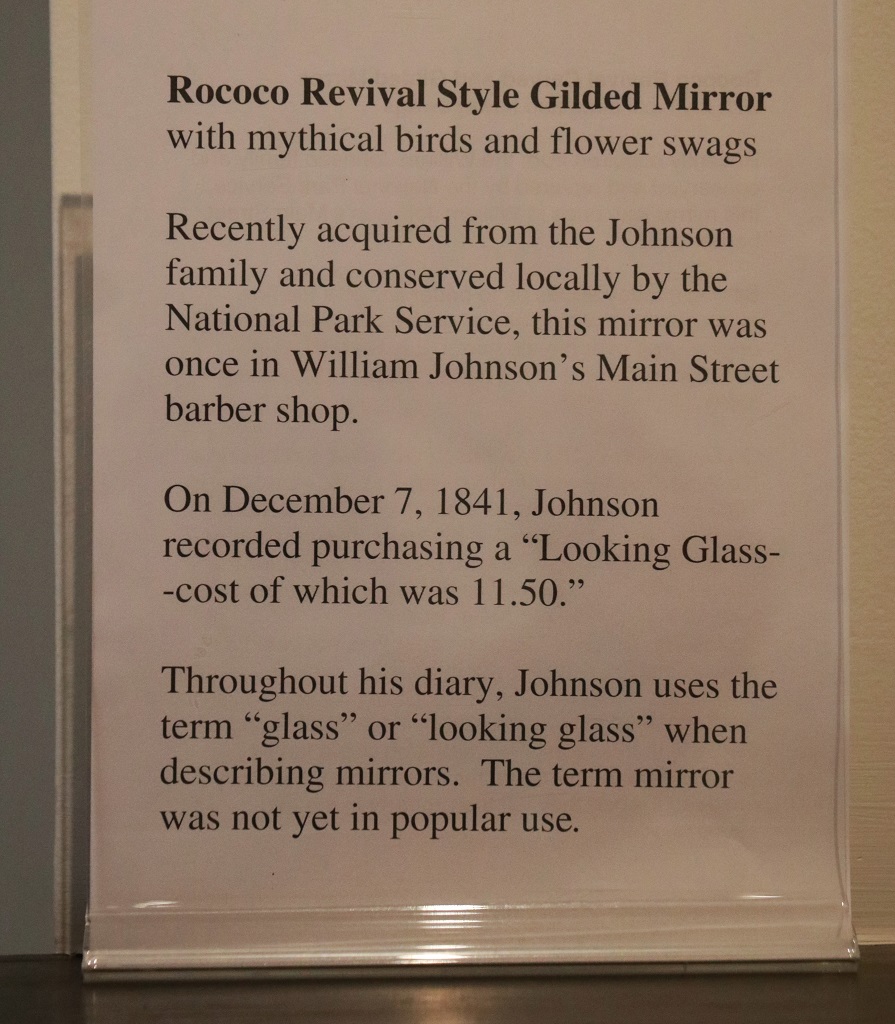 Rococo Revival Style Gilded Mirror
with mythical birds and flower swags
Recently acquired from the Johnson
family and conserved locally by the
National Park Service, this mirror was
once in William Johnson's Main Street
barber shop.
On December 7, 1841, Johnson
recorded purchasing a “Looking Glass-
-cost of which was 11.50.”
Throughout his diary, Johnson uses the
term “glass” or “looking glass” when
describing mirrors.  The term mirror
was not yet in popular use.